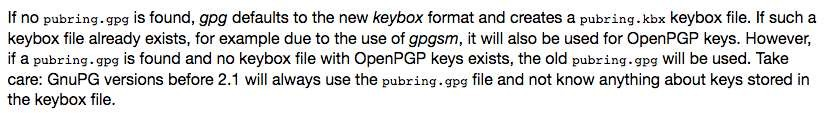 If no pubring.gpg is found, gpg defaults to the new keybox format and creates a pubring.kbx keybox file. If such a
keybox file already exists, for example due to the use of gpgsm, it will also be used for OpenPGP keys. However,
if a pubring.gpg is found and no keybox file with OpenPGP keys exists, the old pubring.gpg will be used. Take
care: GnuPG versions before 2.1 will always use the pubring.gpg file and not know anything about keys stored in
the keybox file.